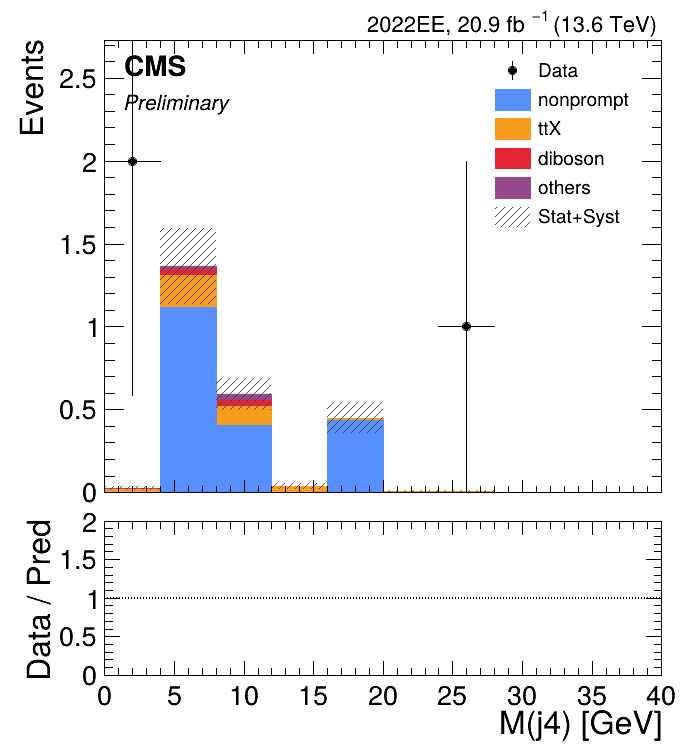 2022EE, 20.9 fb⁻¹ (13.6 TeV)
Events
CMS
Preliminary
Data
nonprompt
ttX
diboson
others
Stat+Syst
2.5
2
1.5
1
0.5
0
Data / Pred
2
1.5
1
0.5
0
0 5 10 15 20 25 30 35 40
M(j4) [GeV]